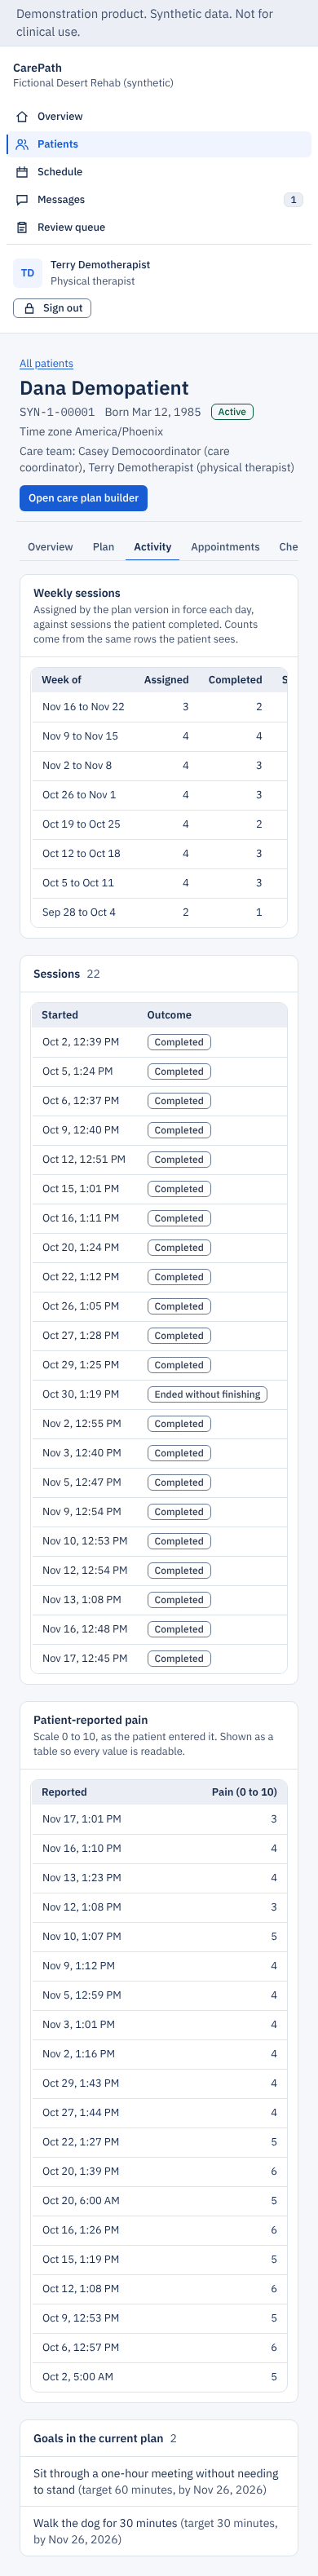 Demonstration product. Synthetic data. Not for
clinical use.
CarePath
Fictional Desert Rehab (synthetic)
Overview
Patients
Schedule
Messages 1
Review queue
TD
Terry Demotherapist
Physical therapist
Sign out
All patients
Dana Demopatient
SYN-1-00001 Born Mar 12, 1985 Active
Time zone America/Phoenix
Care team: Casey Democoordinator (care
coordinator), Terry Demotherapist (physical therapist)
Open care plan builder
Overview Plan Activity Appointments Che
Weekly sessions
Assigned by the plan version in force each day,
against sessions the patient completed. Counts
come from the same rows the patient sees.
Week of Assigned Completed S
Nov 16 to Nov 22 3 2
Nov 9 to Nov 15 4 4
Nov 2 to Nov 8 4 3
Oct 26 to Nov 1 4 3
Oct 19 to Oct 25 4 2
Oct 12 to Oct 18 4 3
Oct 5 to Oct 11 4 3
Sep 28 to Oct 4 2 1
Sessions 22
Started Outcome
Oct 2, 12:39 PM Completed
Oct 5, 1:24 PM Completed
Oct 6, 12:37 PM Completed
Oct 9, 12:40 PM Completed
Oct 12, 12:51 PM Completed
Oct 15, 1:01 PM Completed
Oct 16, 1:11 PM Completed
Oct 20, 1:24 PM Completed
Oct 22, 1:12 PM Completed
Oct 26, 1:05 PM Completed
Oct 27, 1:28 PM Completed
Oct 29, 1:25 PM Completed
Oct 30, 1:19 PM Ended without finishing
Nov 2, 12:55 PM Completed
Nov 3, 12:40 PM Completed
Nov 5, 12:47 PM Completed
Nov 9, 12:54 PM Completed
Nov 10, 12:53 PM Completed
Nov 12, 12:54 PM Completed
Nov 13, 1:08 PM Completed
Nov 16, 12:48 PM Completed
Nov 17, 12:45 PM Completed
Patient-reported pain
Scale 0 to 10, as the patient entered it. Shown as a
table so every value is readable.
Reported Pain (0 to 10)
Nov 17, 1:01 PM 3
Nov 16, 1:10 PM 4
Nov 13, 1:23 PM 4
Nov 12, 1:08 PM 3
Nov 10, 1:07 PM 5
Nov 9, 1:12 PM 4
Nov 5, 12:59 PM 4
Nov 3, 1:01 PM 4
Nov 2, 1:16 PM 4
Oct 29, 1:43 PM 4
Oct 27, 1:44 PM 4
Oct 22, 1:27 PM 5
Oct 20, 1:39 PM 6
Oct 20, 6:00 AM 5
Oct 16, 1:26 PM 6
Oct 15, 1:19 PM 5
Oct 12, 1:08 PM 6
Oct 9, 12:53 PM 5
Oct 6, 12:57 PM 6
Oct 2, 5:00 AM 5
Goals in the current plan 2
Sit through a one-hour meeting without needing
to stand (target 60 minutes, by Nov 26, 2026)
Walk the dog for 30 minutes (target 30 minutes,
by Nov 26, 2026)